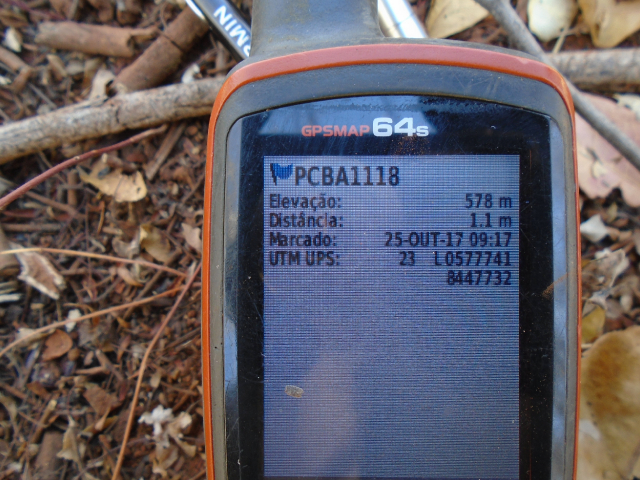 RMIN
GPSMAP 64s
PCBA1118
Elevação: 578 m
Distância: 1.1 m
Marcado: 25-OUT-17 09:17
UTM UPS: 23 L 0577741
8447732